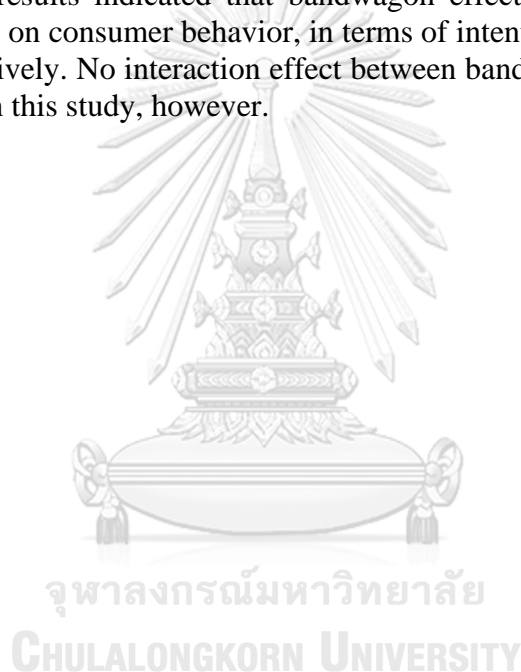 results indicated that bandwagon effect
on consumer behavior, in terms of inten
ively. No interaction effect between band
this study, however.
จุฬาลงกรณ์มหาวิทยาลัย
CHULALONGKORN UNIVERSITY